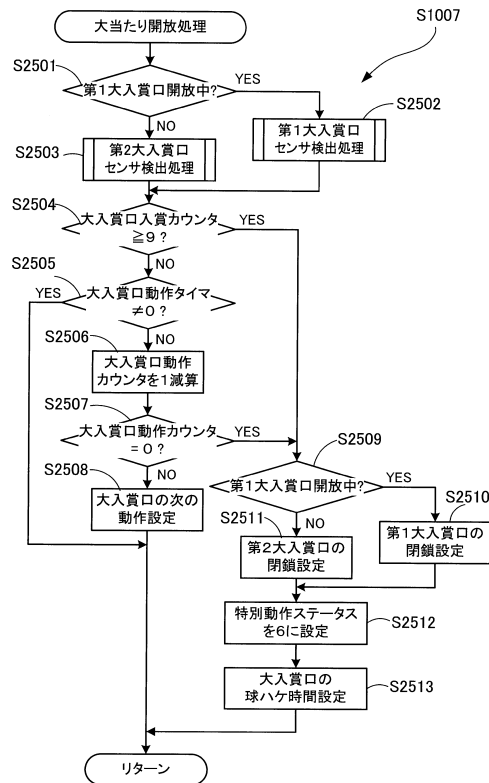 大当たり開放処理
S1007
S2501
第1大入賞口開放中?
YES
NO
S2502
第1大入賞口
センサ検出処理
S2503
第2大入賞口
センサ検出処理
S2504
大入賞口入賞カウンタ
≧9?
YES
NO
S2505
YES
大入賞口動作タイマ
≠0?
NO
S2506
大入賞口動作
カウンタを1減算
S2507
大入賞口動作カウンタ
=0?
YES
NO
S2508
大入賞口の次の
動作設定
S2509
第1大入賞口開放中?
YES
NO
S2510
第1大入賞口の
閉鎖設定
S2511
第2大入賞口の
閉鎖設定
特別動作ステータス
を6に設定
S2512
大入賞口の
球ハケ時間設定
S2513
リターン